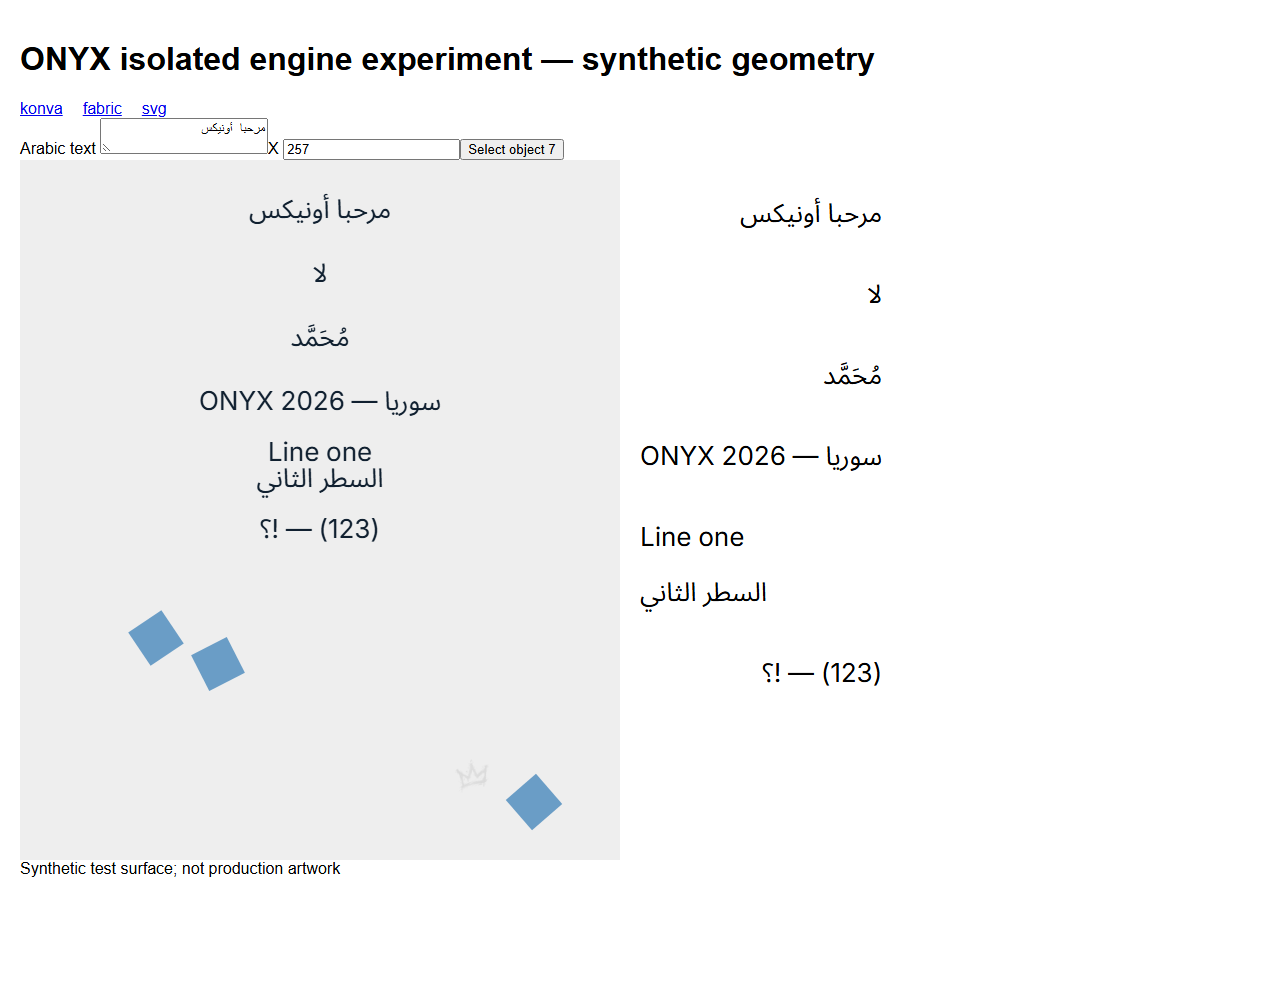 ONYX isolated engine experiment — synthetic geometry
konva fabric svg
Arabic text مرحبا أونيكس X 257 Select object 7
مرحبا أونيكس
لا
مُحَمَّد
ONYX 2026 — سوريا
Line one
السطر الثاني
(123) — !؟
مرحبا أونيكس
لا
مُحَمَّد
ONYX 2026 — سوريا
Line one
السطر الثاني
(123) — !؟
Synthetic test surface; not production artwork